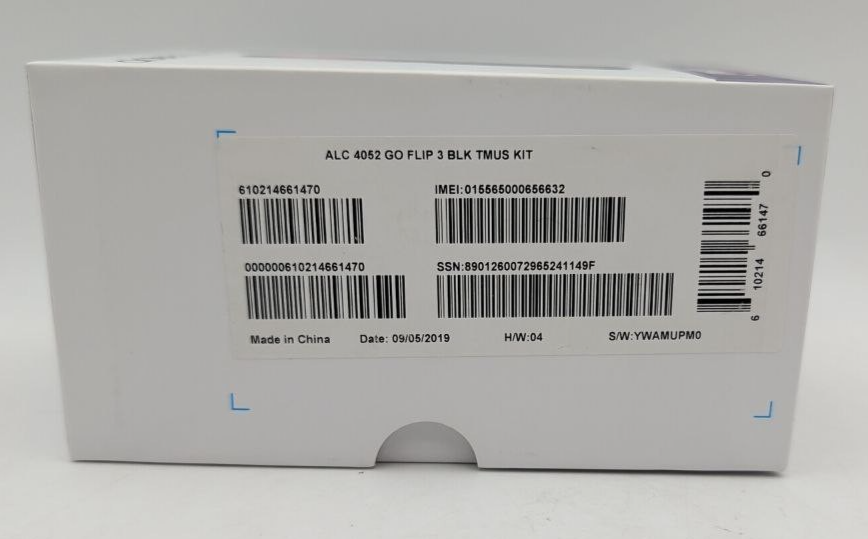 ALC 4052 GO FLIP 3 BLK TMUS KIT
610214661470
IMEI:015565000656632
000000610214661470
SSN:8901260072965241149F
Made in China Date: 09/05/2019 H/W:04 S/W:YWAMUPM0
6 10214 66147 0